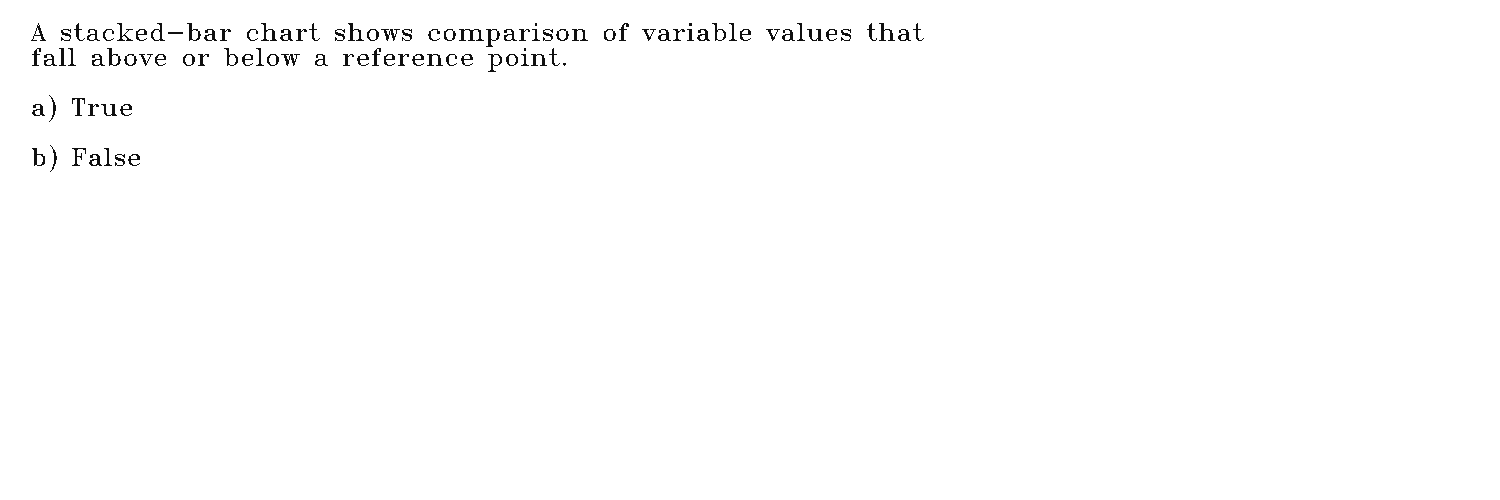 A stacked-bar chart shows comparison of variable values that
fall above or below a reference point.
a) True
b) False